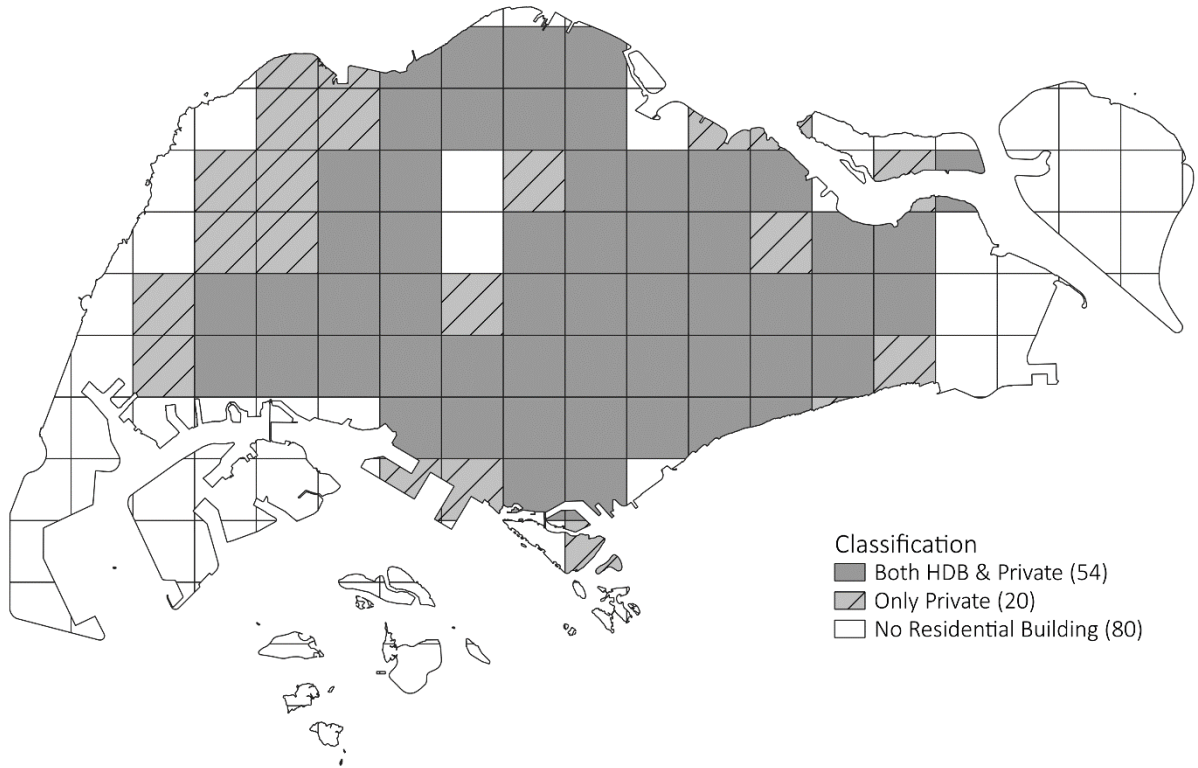 Classification
Both HDB & Private (54)
Only Private (20)
No Residential Building (80)